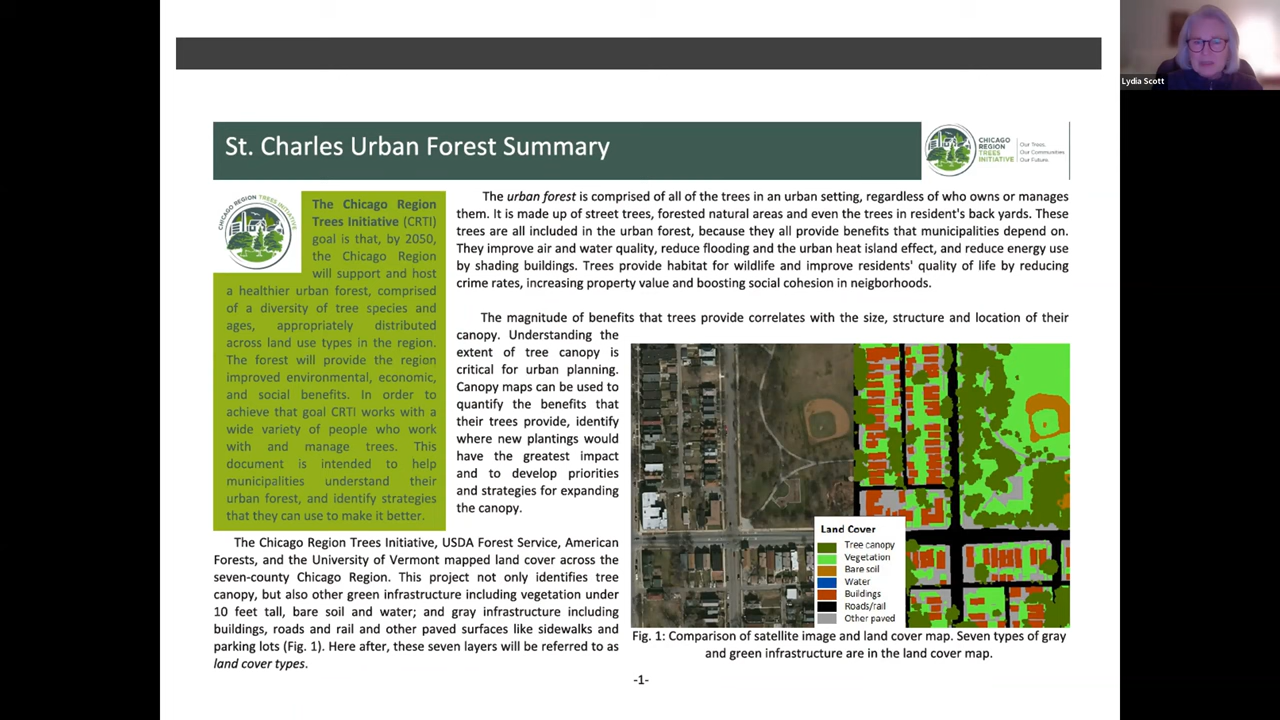 Lydia Scott
St. Charles Urban Forest Summary
CHICAGO
REGION
TREES
INITIATIVE
Our Trees.
Our Communities.
Our Future.
CHICAGO REGION TREES INITIATIVE
The Chicago Region
Trees Initiative (CRTI)
goal is that, by 2050,
the Chicago Region
will support and host
a healthier urban forest, comprised
of a diversity of tree species and
ages, appropriately distributed
across land use types in the region.
The forest will provide the region
improved environmental, economic,
and social benefits. In order to
achieve that goal CRTI works with a
wide variety of people who work
with and manage trees. This
document is intended to help
municipalities understand their
urban forest, and identify strategies
that they can use to make it better.
The urban forest is comprised of all of the trees in an urban setting, regardless of who owns or manages
them. It is made up of street trees, forested natural areas and even the trees in resident's back yards. These
trees are all included in the urban forest, because they all provide benefits that municipalities depend on.
They improve air and water quality, reduce flooding and the urban heat island effect, and reduce energy use
by shading buildings. Trees provide habitat for wildlife and improve residents' quality of life by reducing
crime rates, increasing property value and boosting social cohesion in neigborhoods.
The magnitude of benefits that trees provide correlates with the size, structure and location of their
canopy. Understanding the
extent of tree canopy is
critical for urban planning.
Canopy maps can be used to
quantify the benefits that
their trees provide, identify
where new plantings would
have the greatest impact
and to develop priorities
and strategies for expanding
the canopy.
The Chicago Region Trees Initiative, USDA Forest Service, American
Forests, and the University of Vermont mapped land cover across the
seven-county Chicago Region. This project not only identifies tree
canopy, but also other green infrastructure including vegetation under
10 feet tall, bare soil and water; and gray infrastructure including
buildings, roads and rail and other paved surfaces like sidewalks and
parking lots (Fig. 1). Here after, these seven layers will be referred to as
land cover types.
Land Cover
Tree canopy
Vegetation
Bare soil
Water
Buildings
Roads/rail
Other paved
Fig. 1: Comparison of satellite image and land cover map. Seven types of gray
and green infrastructure are in the land cover map.
-1-